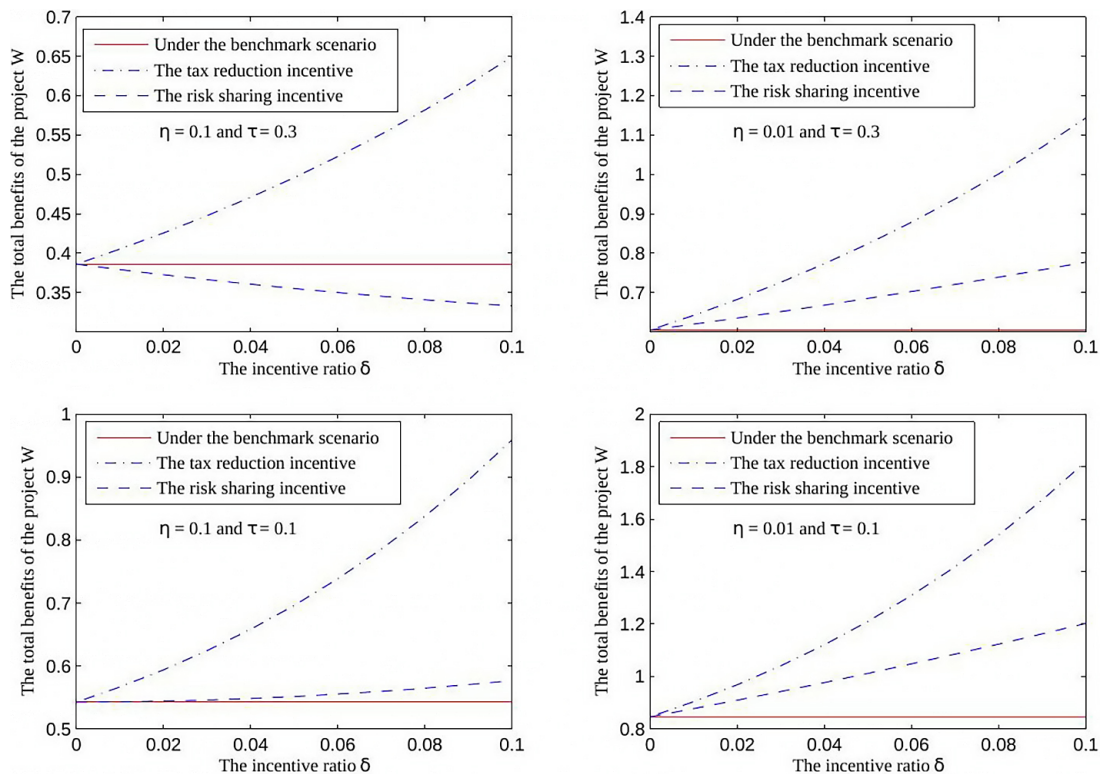 The total benefits of the project W
0.7
0.65
0.6
0.55
0.5
0.45
0.4
0.35
Under the benchmark scenario
The tax reduction incentive
The risk sharing incentive
η = 0.1 and τ = 0.3
0 0.02 0.04 0.06 0.08 0.1
The incentive ratio δ
The total benefits of the project W
1.4
1.3
1.2
1.1
1
0.9
0.8
0.7
Under the benchmark scenario
The tax reduction incentive
The risk sharing incentive
η = 0.01 and τ = 0.3
0 0.02 0.04 0.06 0.08 0.1
The incentive ratio δ
The total benefits of the project W
1
0.9
0.8
0.7
0.6
0.5
Under the benchmark scenario
The tax reduction incentive
The risk sharing incentive
η = 0.1 and τ = 0.1
0 0.02 0.04 0.06 0.08 0.1
The incentive ratio δ
The total benefits of the project W
2
1.8
1.6
1.4
1.2
1
0.8
Under the benchmark scenario
The tax reduction incentive
The risk sharing incentive
η = 0.01 and τ = 0.1
0 0.02 0.04 0.06 0.08 0.1
The incentive ratio δ